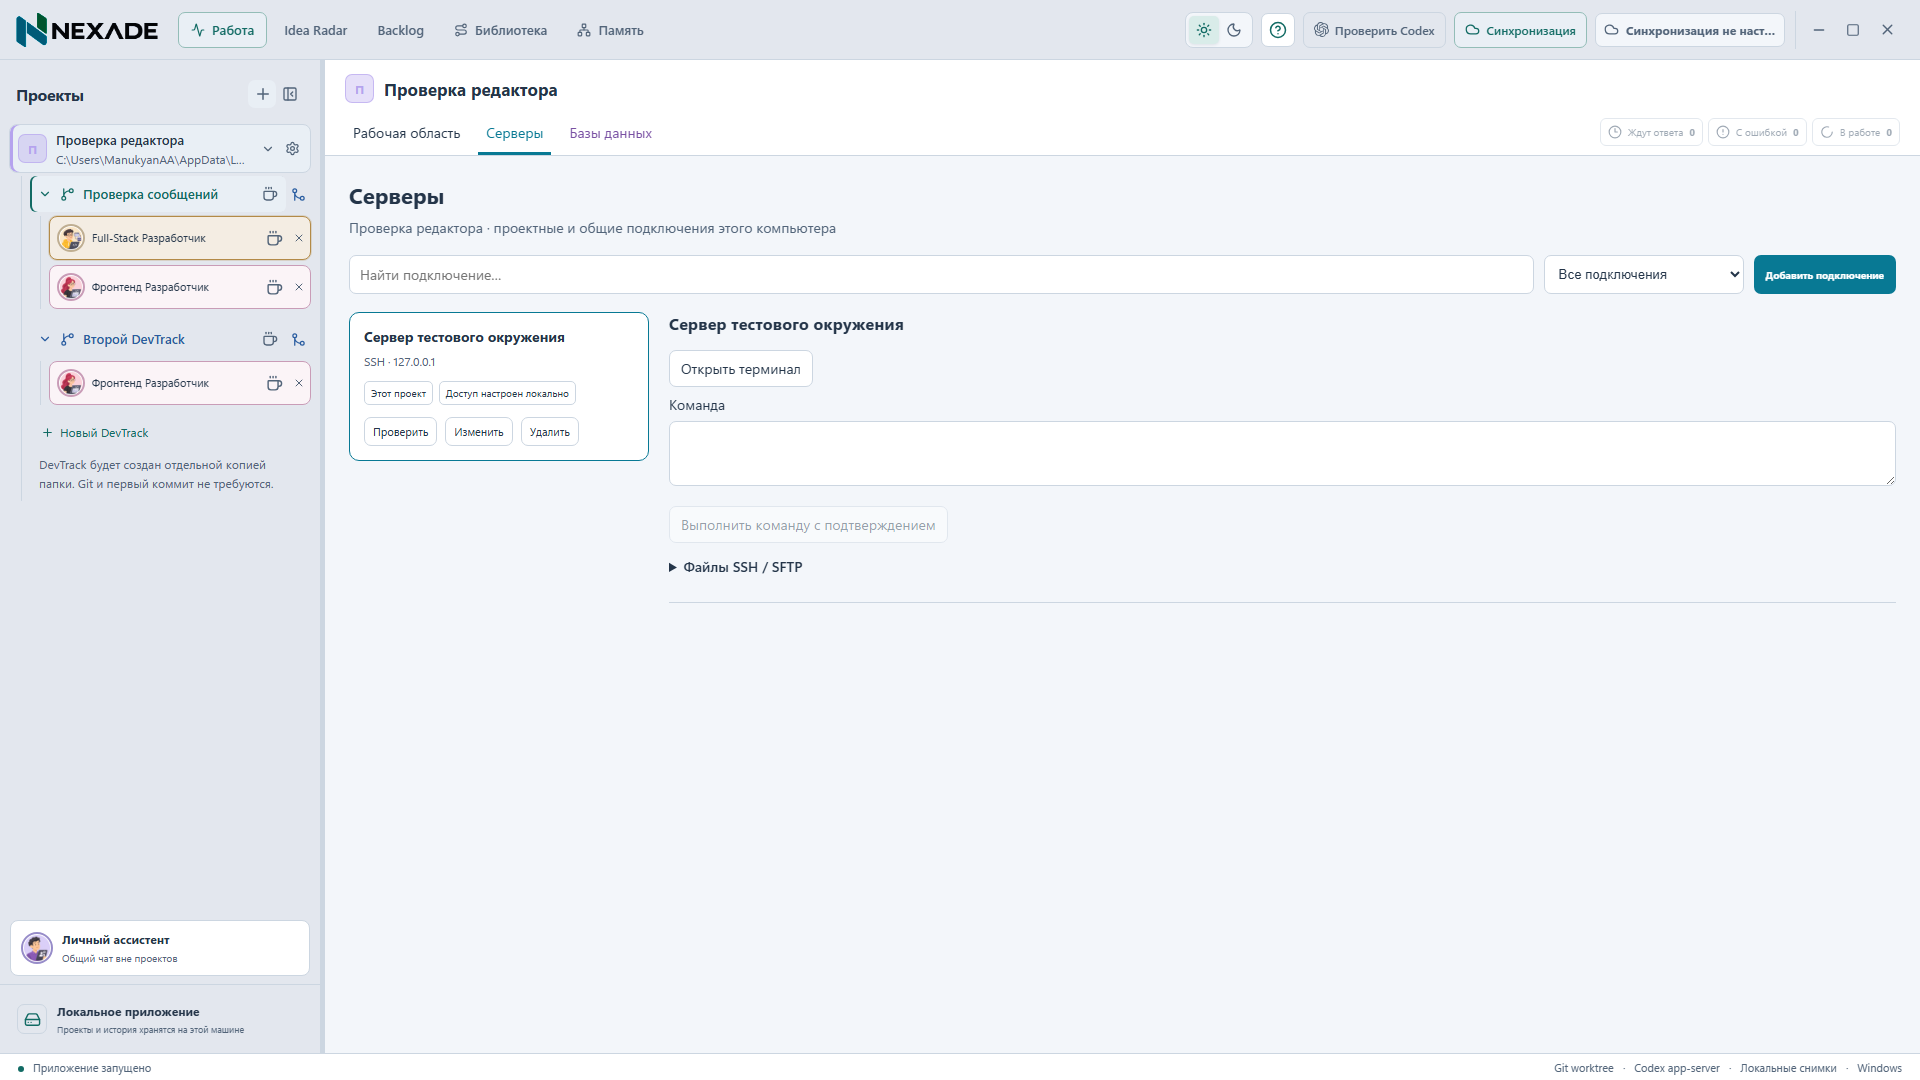 NEXADE
Работа
Idea Radar
Backlog
Библиотека
Память
Проверить Codex
Синхронизация
Синхронизация не наст...
Проекты
П
Проверка редактора
C:\Users\ManukyanAA\AppData\L...
Проверка сообщений
Full-Stack Разработчик
Фронтенд Разработчик
Второй DevTrack
Фронтенд Разработчик
Новый DevTrack
DevTrack будет создан отдельной копией
папки. Git и первый коммит не требуются.
Личный ассистент
Общий чат вне проектов
Локальное приложение
Проекты и история хранятся на этой машине
П
Проверка редактора
Рабочая область
Серверы
Базы данных
Ждут ответа 0
С ошибкой 0
В работе 0
Серверы
Проверка редактора · проектные и общие подключения этого компьютера
Найти подключение...
Все подключения
Добавить подключение
Сервер тестового окружения
SSH · 127.0.0.1
Этот проект
Доступ настроен локально
Проверить
Изменить
Удалить
Сервер тестового окружения
Открыть терминал
Команда
Выполнить команду с подтверждением
Файлы SSH / SFTP
Приложение запущено
Git worktree · Codex app-server · Локальные снимки · Windows